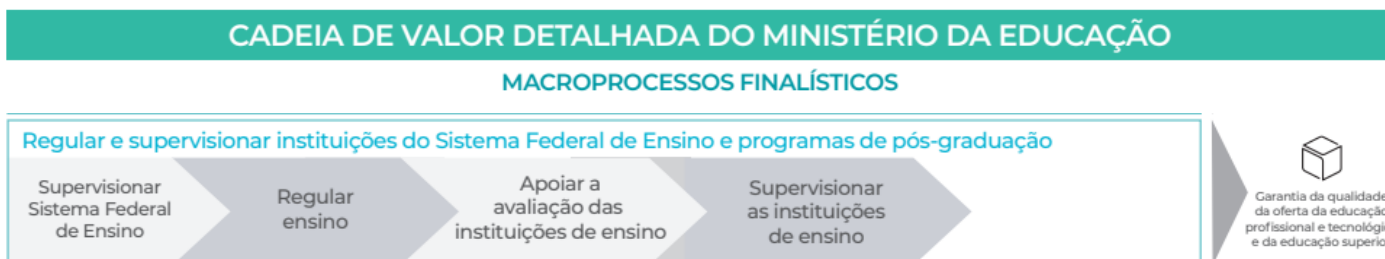 CADEIA DE VALOR DETALHADA DO MINISTÉRIO DA EDUCAÇÃO
MACROPROCESSOS FINALÍSTICOS
Regular e supervisionar instituições do Sistema Federal de Ensino e programas de pós-graduação
Supervisionar
Sistema Federal
de Ensino
Regular
ensino
Apoiar a
avaliação das
instituições de ensino
Supervisionar
as instituições
de ensino
Garantia da qualidade
da oferta da educação
profissional e tecnológi
e da educação superio